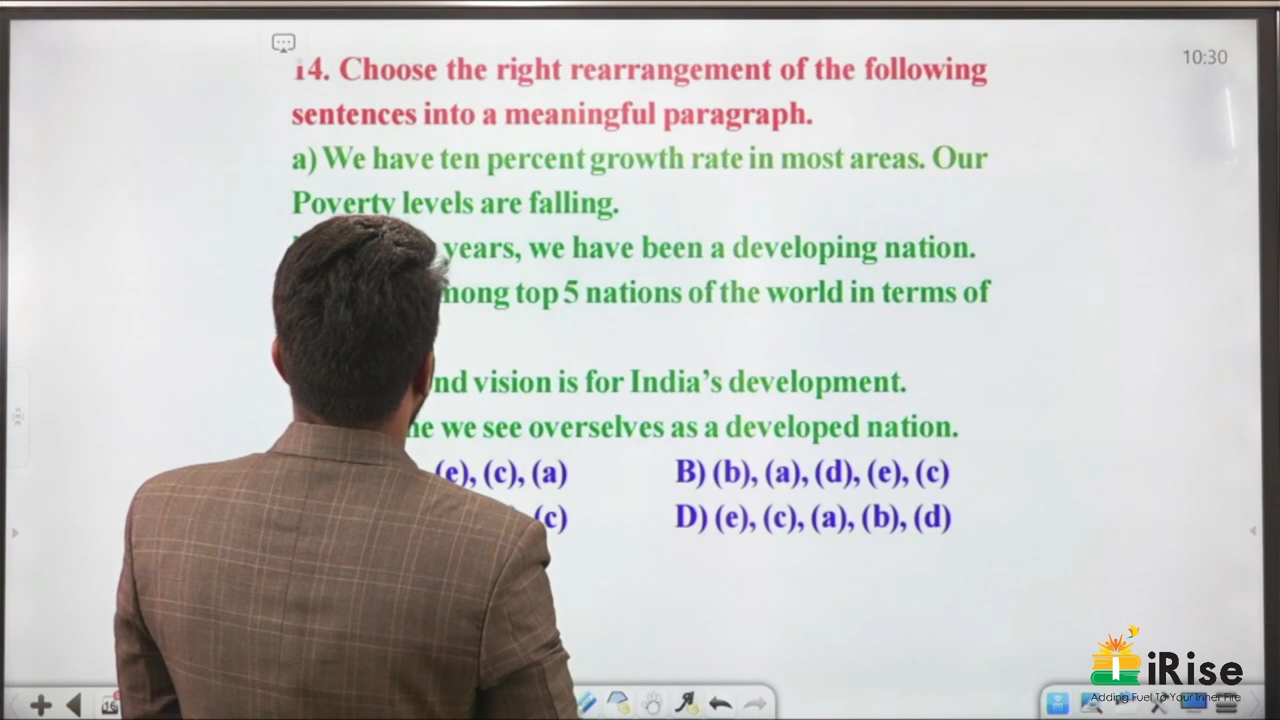 10:30
14. Choose the right rearrangement of the following
sentences into a meaningful paragraph.
a) We have ten percent growth rate in most areas. Our
Poverty levels are falling.
years, we have been a developing nation.
top 5 nations of the world in terms of
vision is for India's development.
we see overselves as a developed nation.
(e), (c), (a) B) (b), (a), (d), (e), (c)
(c) D) (e), (c), (a), (b), (d)
iRise
Adding Fuel To Your Inner Fire